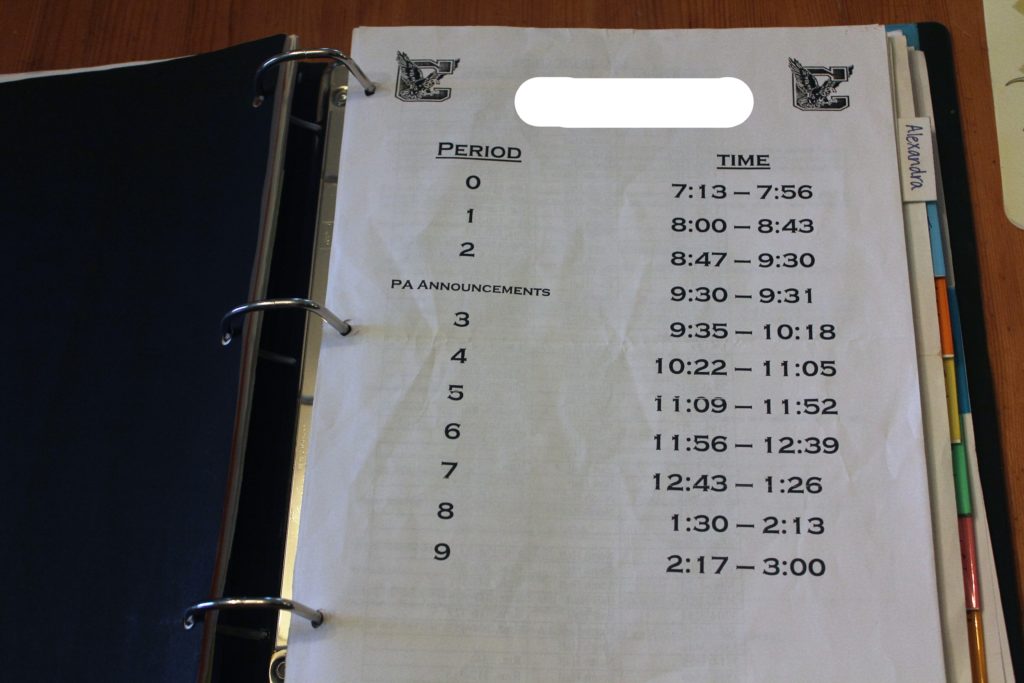 PERIOD TIME
0 7:13 – 7:56
1 8:00 – 8:43
2 8:47 – 9:30
PA ANNOUNCEMENTS 9:30 – 9:31
3 9:35 – 10:18
4 10:22 – 11:05
5 11:09 – 11:52
6 11:56 – 12:39
7 12:43 – 1:26
8 1:30 – 2:13
9 2:17 – 3:00
C
C
Alexandra